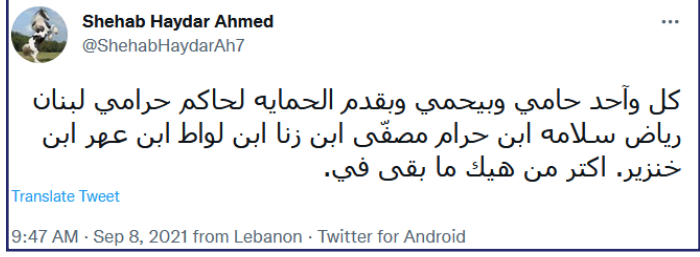 Shehab Haydar Ahmed
@ShehabHaydarAh7
كل وآحد حامي وبيحمي وبقدم الحمايه لحاكم حرامي لبنان
رياض سلامه ابن حرام مصفّى ابن زنا ابن لواط ابن عهر ابن
خنزير. اكتر من هيك ما بقى في.
Translate Tweet
9:47 AM · Sep 8, 2021 from Lebanon · Twitter for Android